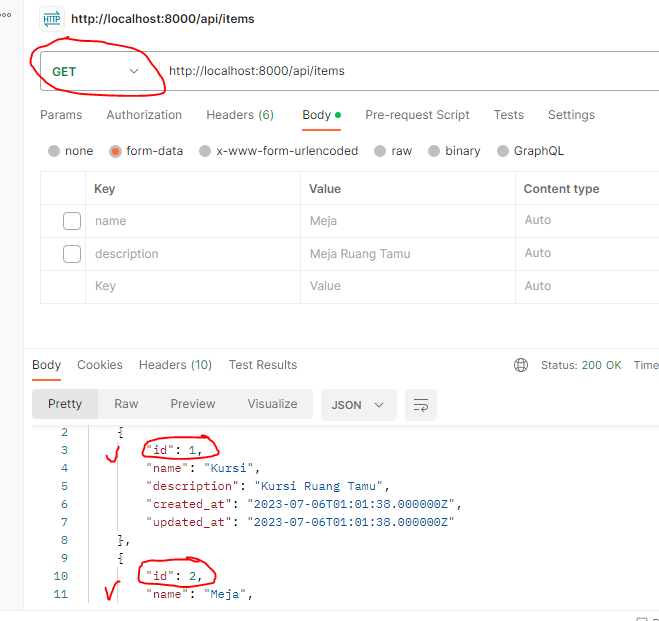 HTTP http://localhost:8000/api/items
GET http://localhost:8000/api/items
Params Authorization Headers (6) Body Pre-request Script Tests Settings
none form-data x-www-form-urlencoded raw binary GraphQL
Key Value Content type
name Meja Auto
description Meja Ruang Tamu Auto
Key Value Auto
Body Cookies Headers (10) Test Results Status: 200 OK Time
Pretty Raw Preview Visualize JSON
2 {
3 "id": 1,
4 "name": "Kursi",
5 "description": "Kursi Ruang Tamu",
6 "created_at": "2023-07-06T01:01:38.000000Z",
7 "updated_at": "2023-07-06T01:01:38.000000Z"
8 },
9 {
10 "id": 2,
11 "name": "Meja",